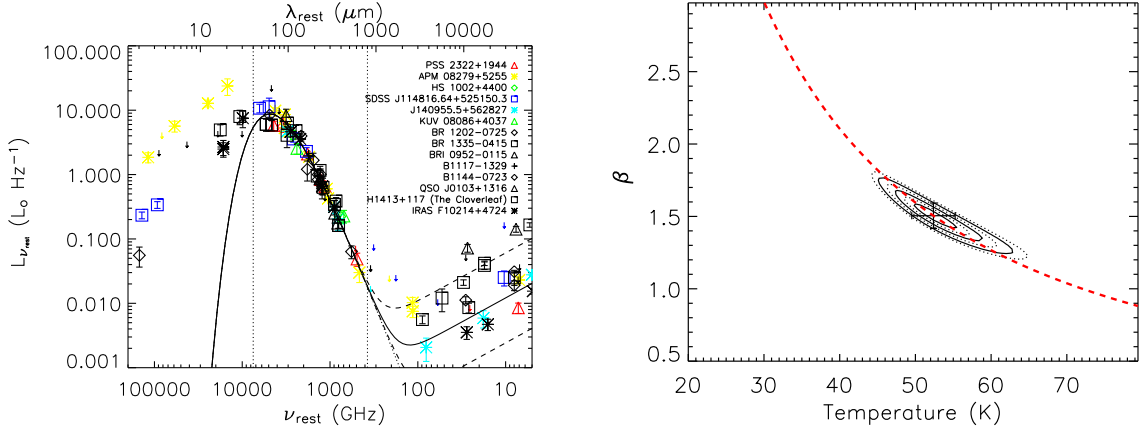 λrest (μm)
10 100 1000 10000
100.000
10.000
1.000
0.100
0.010
0.001
Lνrest (Lo Hz−1)
PSS 2322+1944
APM 08279+5255
HS 1002+4400
SDSS J114816.64+525150.3
J140955.5+562827
KUV 08086+4037
BR 1202-0725
BR 1335-0415
BRI 0952-0115
B1117-1329
B1144-0723
QSO J0103+1316
H1413+117 (The Cloverleaf)
IRAS F10214+4724
100000 10000 1000 100 10
νrest (GHz)
2.5
2.0
1.5
1.0
0.5
β
20 30 40 50 60 70
Temperature (K)